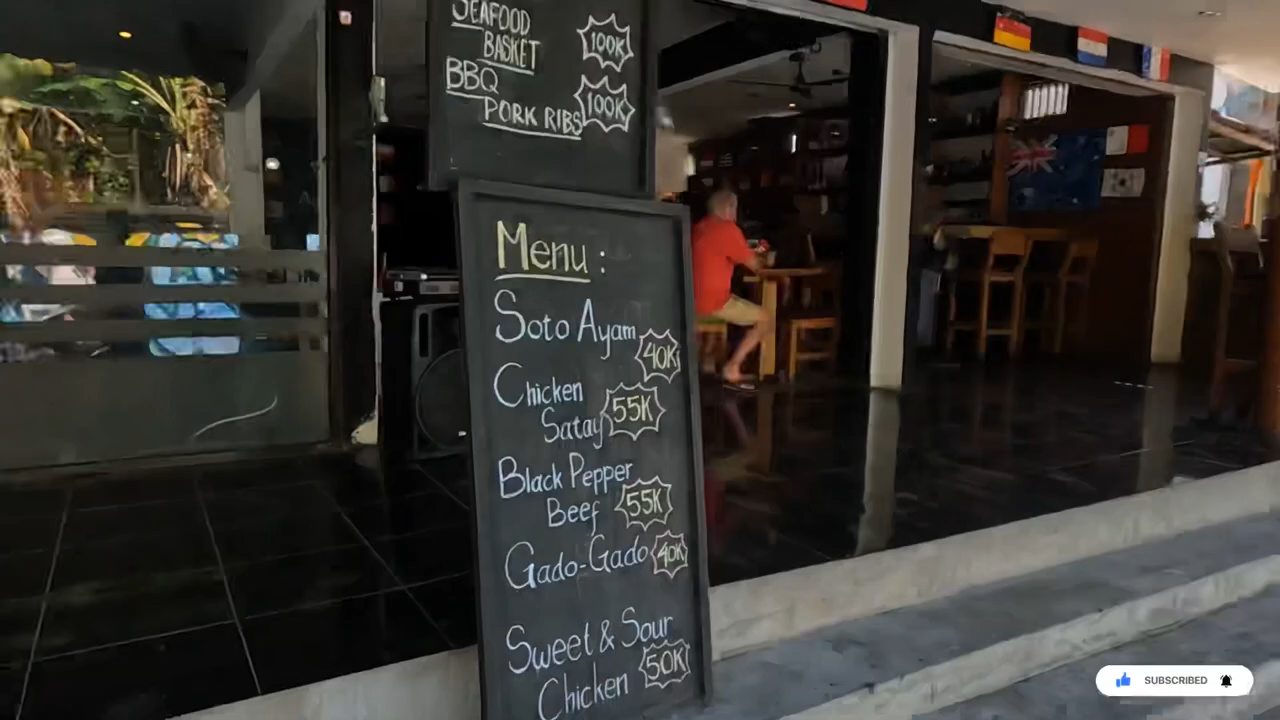 SEAFOOD
BASKET 100K
BBQ
PORK RIBS 100K
Menu :
Soto Ayam
40K
Chicken
Satay 55K
Black Pepper
Beef 55K
Gado-Gado 40K
Sweet & Sour
Chicken 50K
SUBSCRIBED